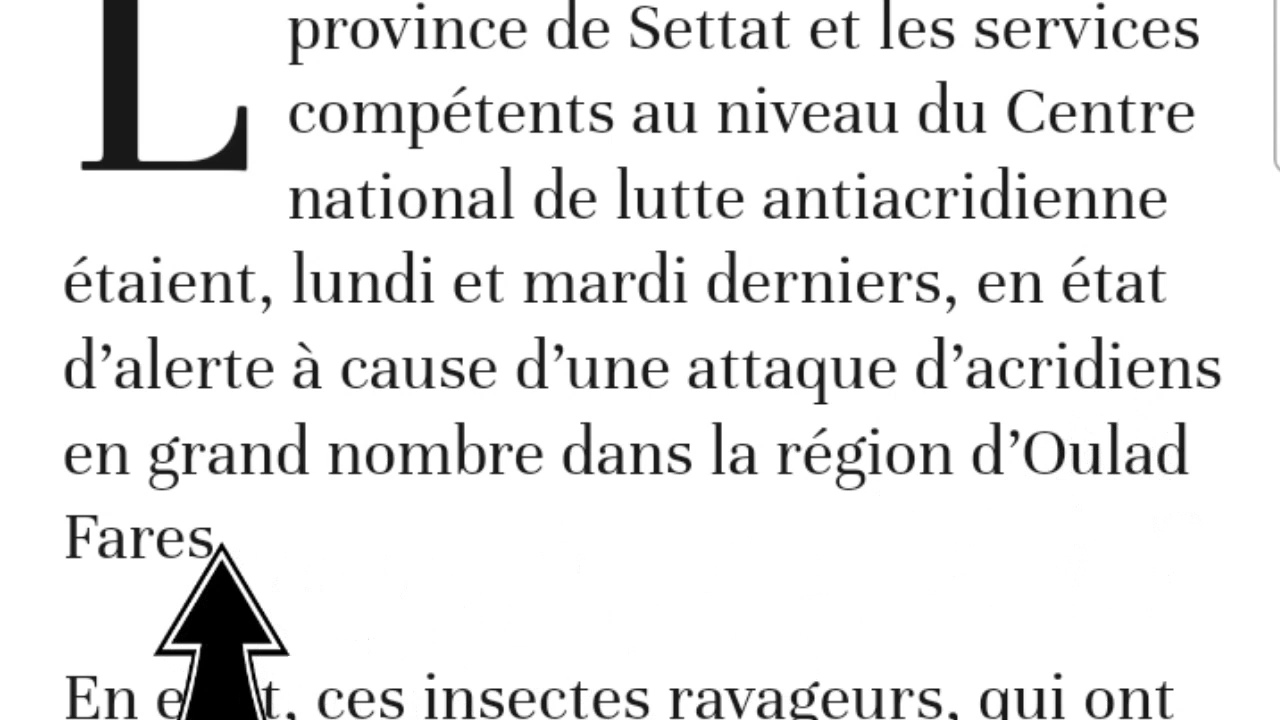 L province de Settat et les services
compétents au niveau du Centre
national de lutte antiacridienne
étaient, lundi et mardi derniers, en état
d’alerte à cause d’une attaque d’acridiens
en grand nombre dans la région d’Oulad
Fares
En ces insectes ravageurs, qui ont